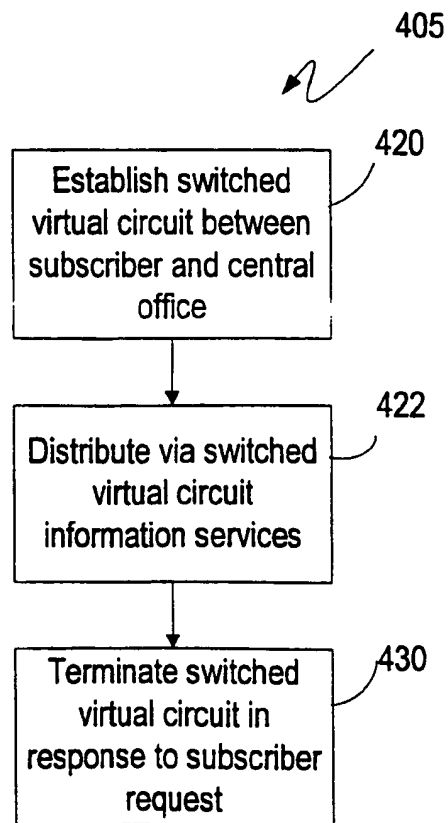 405
420
Establish switched
virtual circuit between
subscriber and central
office
422
Distribute via switched
virtual circuit
information services
430
Terminate switched
virtual circuit in
response to subscriber
request